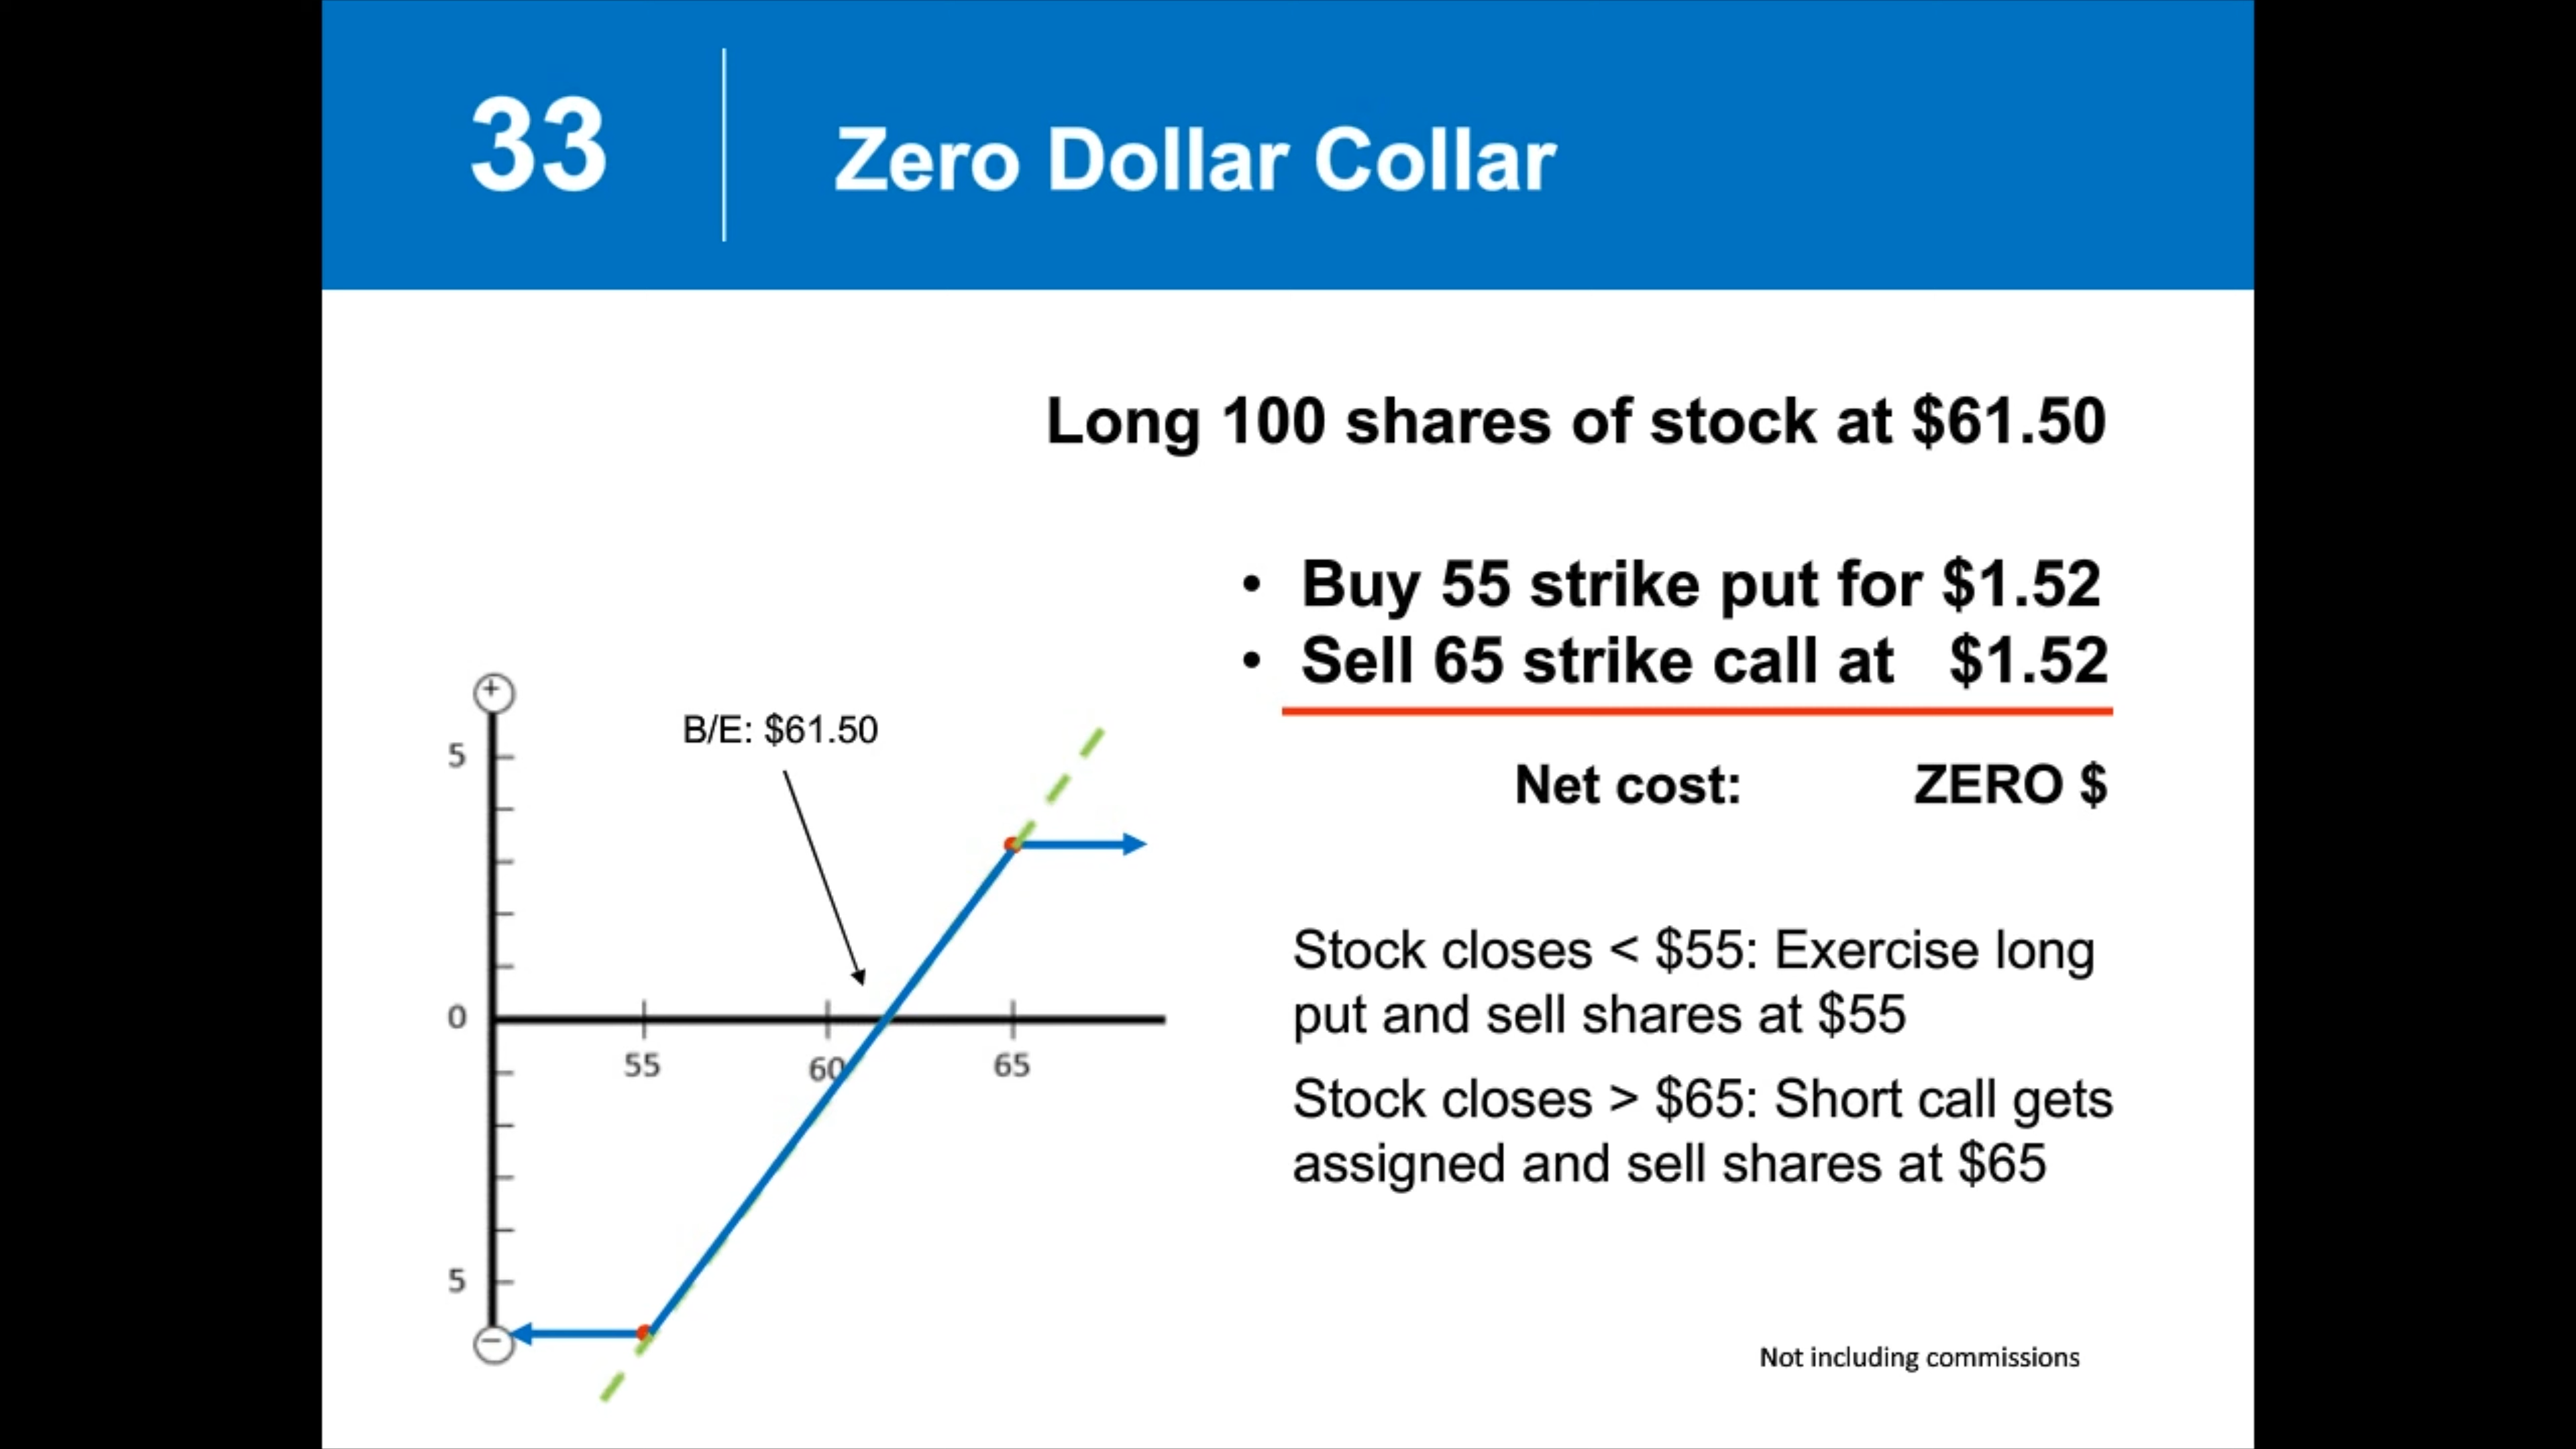 33
Zero Dollar Collar
Long 100 shares of stock at $61.50
• Buy 55 strike put for $1.52
• Sell 65 strike call at $1.52
Net cost: ZERO $
+
B/E: $61.50
5
0
55
60
65
5
−
Stock closes < $55: Exercise long
put and sell shares at $55
Stock closes > $65: Short call gets
assigned and sell shares at $65
Not including commissions